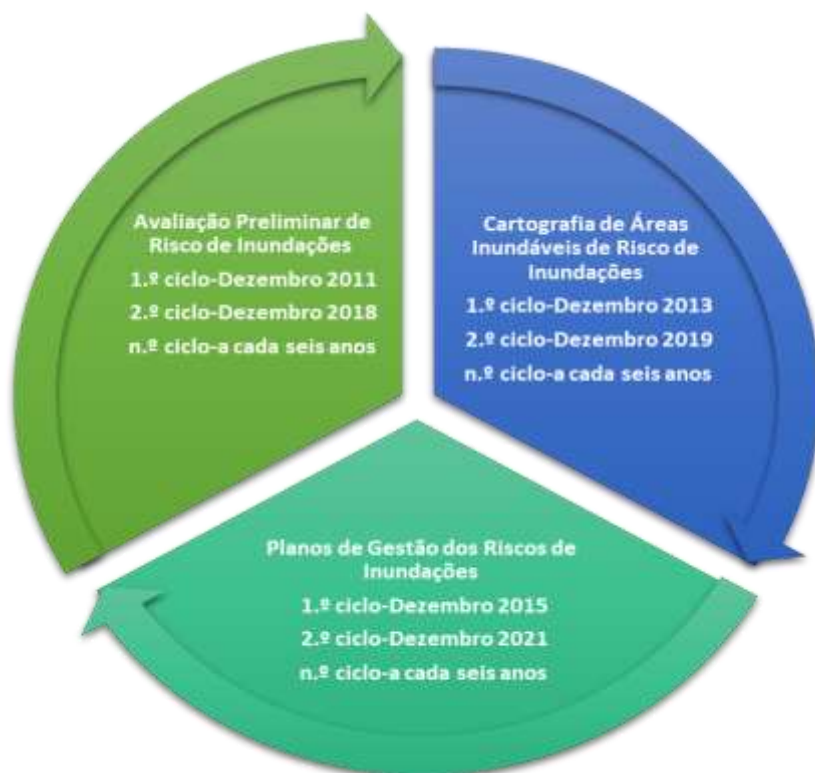 Avaliação Preliminar de
Risco de Inundações
1.º ciclo-Dezembro 2011
2.º ciclo-Dezembro 2018
n.º ciclo-a cada seis anos
Cartografia de Áreas
Inundáveis de Risco de
Inundações
1.º ciclo-Dezembro 2013
2.º ciclo-Dezembro 2019
n.º ciclo-a cada seis anos
Planos de Gestão dos Riscos de
Inundações
1.º ciclo-Dezembro 2015
2.º ciclo-Dezembro 2021
n.º ciclo-a cada seis anos